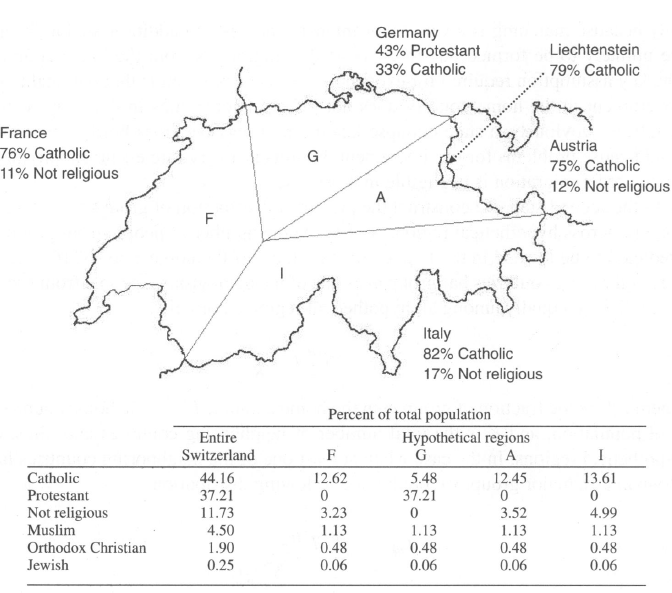 Germany
43% Protestant
33% Catholic
Liechtenstein
79% Catholic
France
76% Catholic
11% Not religious
Austria
75% Catholic
12% Not religious
G
A
F
I
Italy
82% Catholic
17% Not religious
Percent of total population
Entire Switzerland Hypothetical regions
F G A I
Catholic 44.16 12.62 5.48 12.45 13.61
Protestant 37.21 0 37.21 0 0
Not religious 11.73 3.23 0 3.52 4.99
Muslim 4.50 1.13 1.13 1.13 1.13
Orthodox Christian 1.90 0.48 0.48 0.48 0.48
Jewish 0.25 0.06 0.06 0.06 0.06